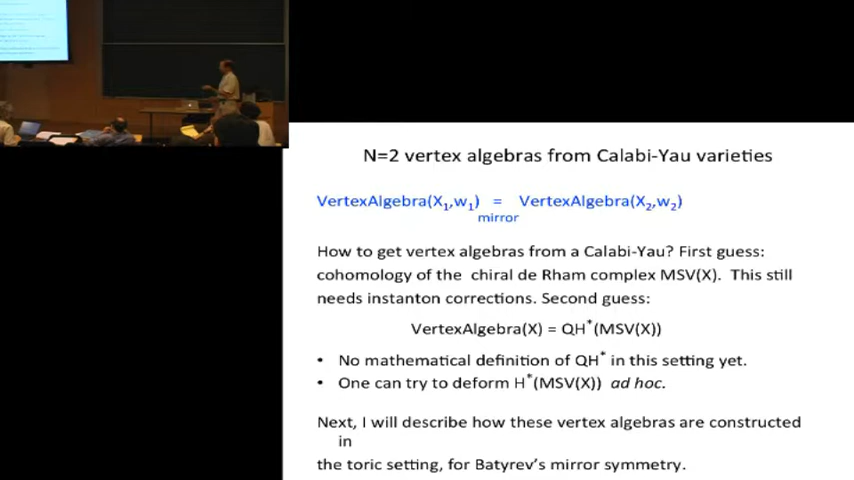 N=2 vertex algebras from Calabi-Yau varieties
VertexAlgebra(X₁,w₁) = VertexAlgebra(X₂,w₂)
mirror
How to get vertex algebras from a Calabi-Yau? First guess:
cohomology of the chiral de Rham complex MSV(X). This still
needs instanton corrections. Second guess:
VertexAlgebra(X) = QH*(MSV(X))
• No mathematical definition of QH* in this setting yet.
• One can try to deform H*(MSV(X)) ad hoc.
Next, I will describe how these vertex algebras are constructed
in
the toric setting, for Batyrev's mirror symmetry.